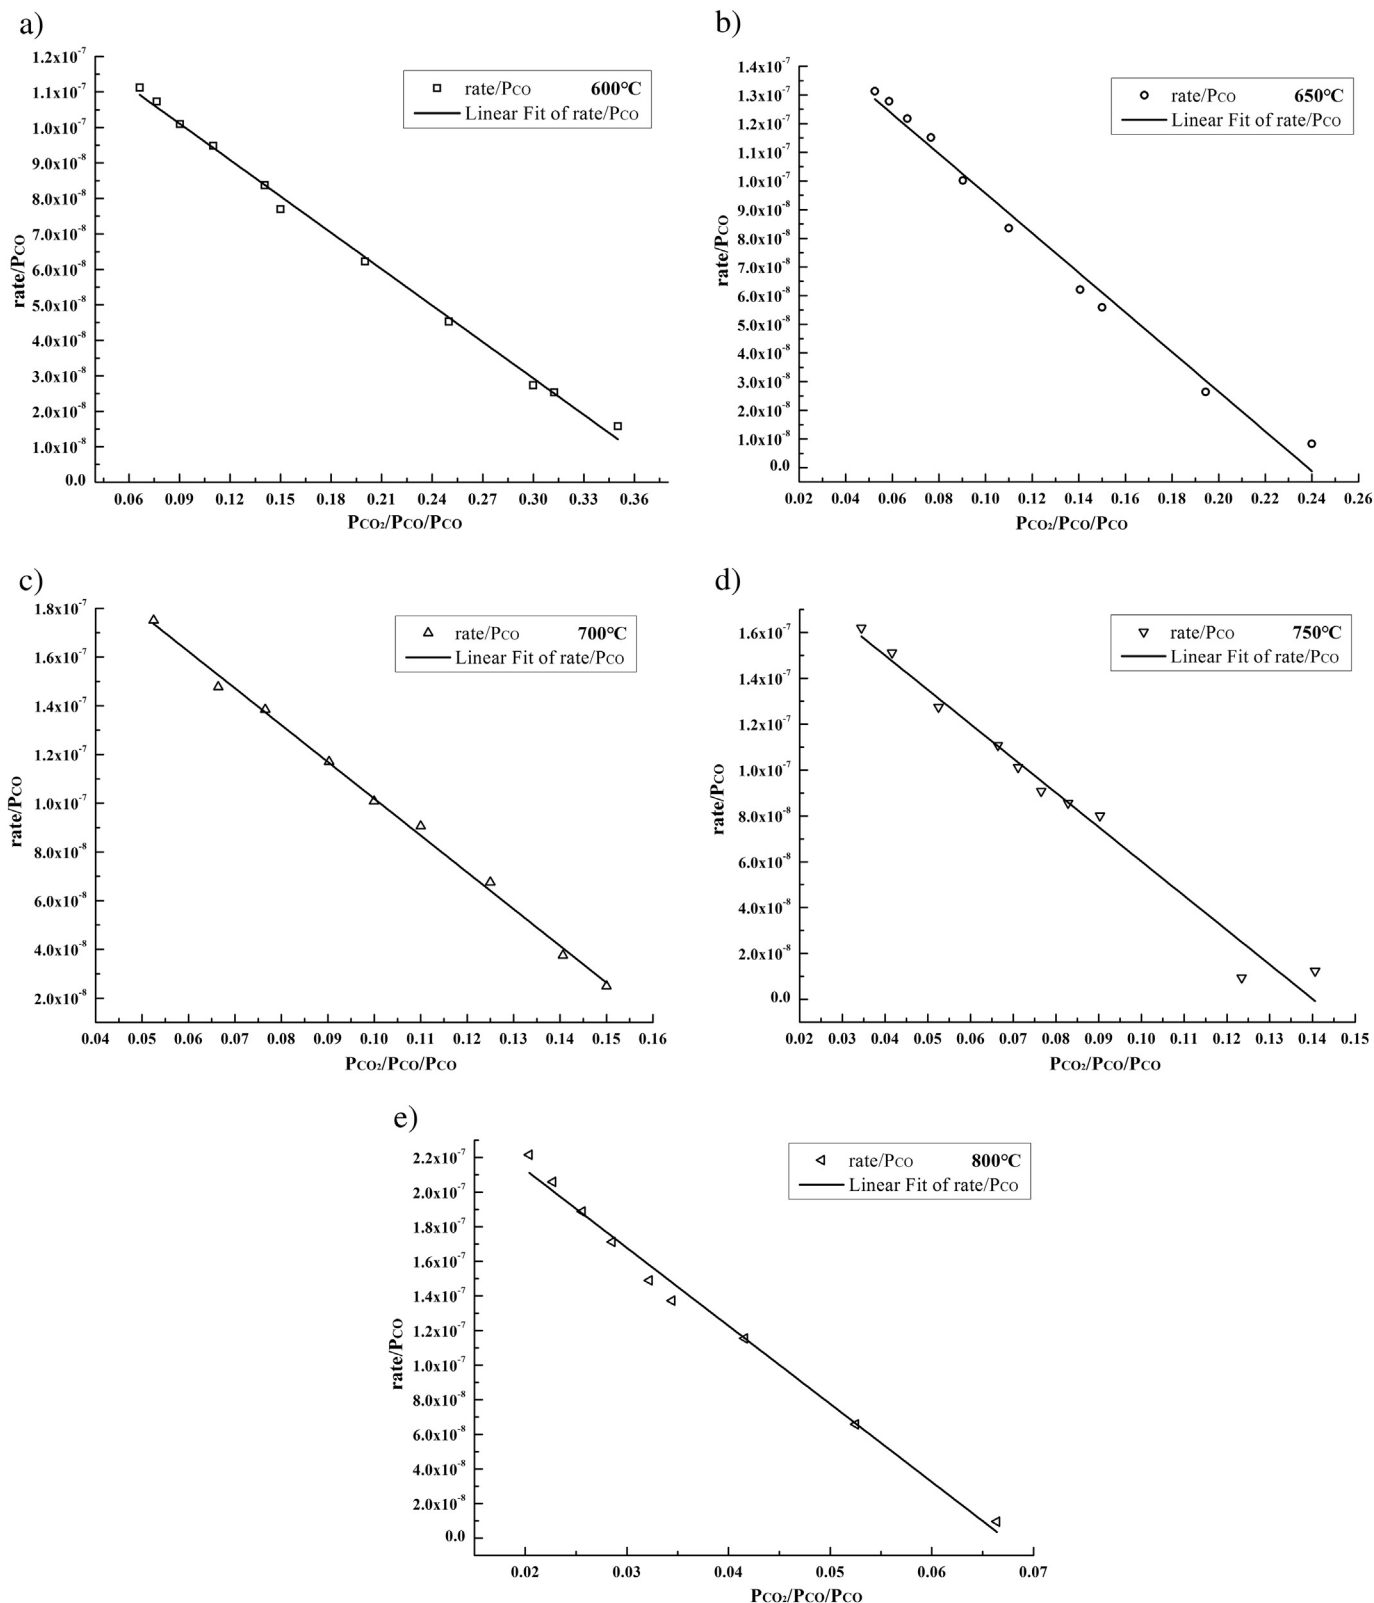 a)
1.2x10⁻⁷
1.1x10⁻⁷
1.0x10⁻⁷
9.0x10⁻⁸
8.0x10⁻⁸
7.0x10⁻⁸
6.0x10⁻⁸
5.0x10⁻⁸
4.0x10⁻⁸
3.0x10⁻⁸
2.0x10⁻⁸
1.0x10⁻⁸
0.0
rate/PCO
rate/PCO 600°C
Linear Fit of rate/PCO
0.06 0.09 0.12 0.15 0.18 0.21 0.24 0.27 0.30 0.33 0.36
PCO₂/PCO/PCO
b)
1.4x10⁻⁷
1.3x10⁻⁷
1.2x10⁻⁷
1.1x10⁻⁷
1.0x10⁻⁷
9.0x10⁻⁸
8.0x10⁻⁸
7.0x10⁻⁸
6.0x10⁻⁸
5.0x10⁻⁸
4.0x10⁻⁸
3.0x10⁻⁸
2.0x10⁻⁸
1.0x10⁻⁸
0.0
rate/PCO
rate/PCO 650°C
Linear Fit of rate/PCO
0.02 0.04 0.06 0.08 0.10 0.12 0.14 0.16 0.18 0.20 0.22 0.24 0.26
PCO₂/PCO/PCO
c)
1.8x10⁻⁷
1.6x10⁻⁷
1.4x10⁻⁷
1.2x10⁻⁷
1.0x10⁻⁷
8.0x10⁻⁸
6.0x10⁻⁸
4.0x10⁻⁸
2.0x10⁻⁸
rate/PCO
rate/PCO 700°C
Linear Fit of rate/PCO
0.04 0.05 0.06 0.07 0.08 0.09 0.10 0.11 0.12 0.13 0.14 0.15 0.16
PCO₂/PCO/PCO
d)
1.6x10⁻⁷
1.4x10⁻⁷
1.2x10⁻⁷
1.0x10⁻⁷
8.0x10⁻⁸
6.0x10⁻⁸
4.0x10⁻⁸
2.0x10⁻⁸
0.0
rate/PCO
rate/PCO 750°C
Linear Fit of rate/PCO
0.02 0.03 0.04 0.05 0.06 0.07 0.08 0.09 0.10 0.11 0.12 0.13 0.14 0.15
PCO₂/PCO/PCO
e)
2.2x10⁻⁷
2.0x10⁻⁷
1.8x10⁻⁷
1.6x10⁻⁷
1.4x10⁻⁷
1.2x10⁻⁷
1.0x10⁻⁷
8.0x10⁻⁸
6.0x10⁻⁸
4.0x10⁻⁸
2.0x10⁻⁸
0.0
rate/PCO
rate/PCO 800°C
Linear Fit of rate/PCO
0.02 0.03 0.04 0.05 0.06 0.07
PCO₂/PCO/PCO